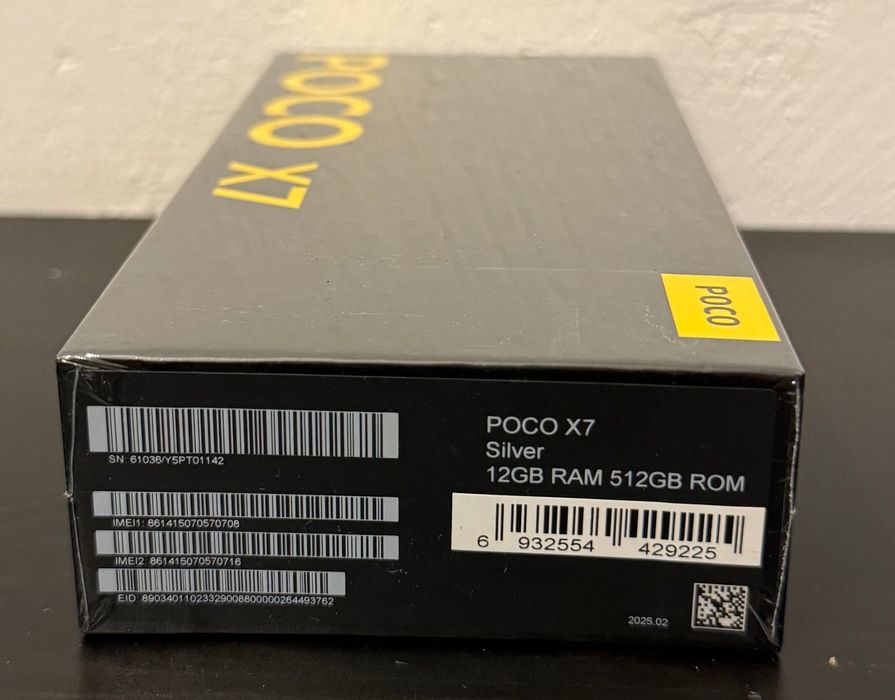 POCO X7
POCO
SN: 61036/Y5PT01142
IMEI1: 861415070570708
IMEI2: 861415070570716
EID: 89034011023329008800000264493762
POCO X7
Silver
12GB RAM 512GB ROM
6 932554 429225
2025.02